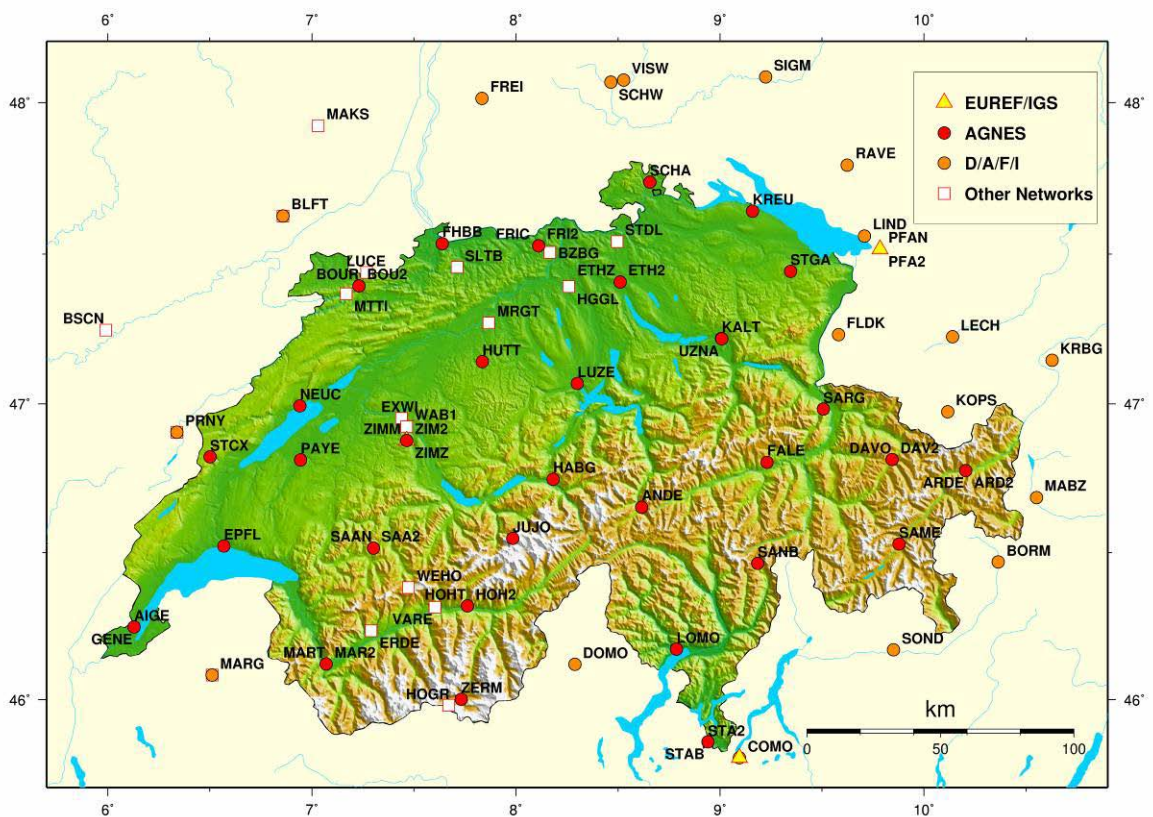 6˚ 7˚ 8˚ 9˚ 10˚
SIGM
VISW
SCHW
FREI
48˚
48˚
EUREF/IGS
AGNES
D/A/F/I
Other Networks
MAKS
RAVE
SCHA
KREU
BLFT
LIND
PFAN
PFA2
FHBB
FRIC
FRI2
STDL
BZBG
LUCE
SLTB
STGA
BOUR
BOU2
ETHZ
ETH2
MTTI
HGGL
BSCN
MRGT
KALT
FLDK
LECH
UZNA
KRBG
HUTT
LUZE
NEUC
SARG
KOPS
47˚
47˚
EXWI
WAB1
PRNY
ZIMM
ZIM2
STCX
PAYE
ZIMZ
FALE
DAVO
DAV2
HABG
ARDE
ARD2
MABZ
ANDE
EPFL
SAAN
SAA2
JUJO
SAME
SANB
BORM
WEHO
HOHT
HOH2
AIGE
VARE
GENE
ERDE
LOMO
SOND
MART
MAR2
DOMO
MARG
HOGR
ZERM
46˚
46˚
km
STA2
STAB
COMO
0 50 100
6˚ 7˚ 8˚ 9˚ 10˚